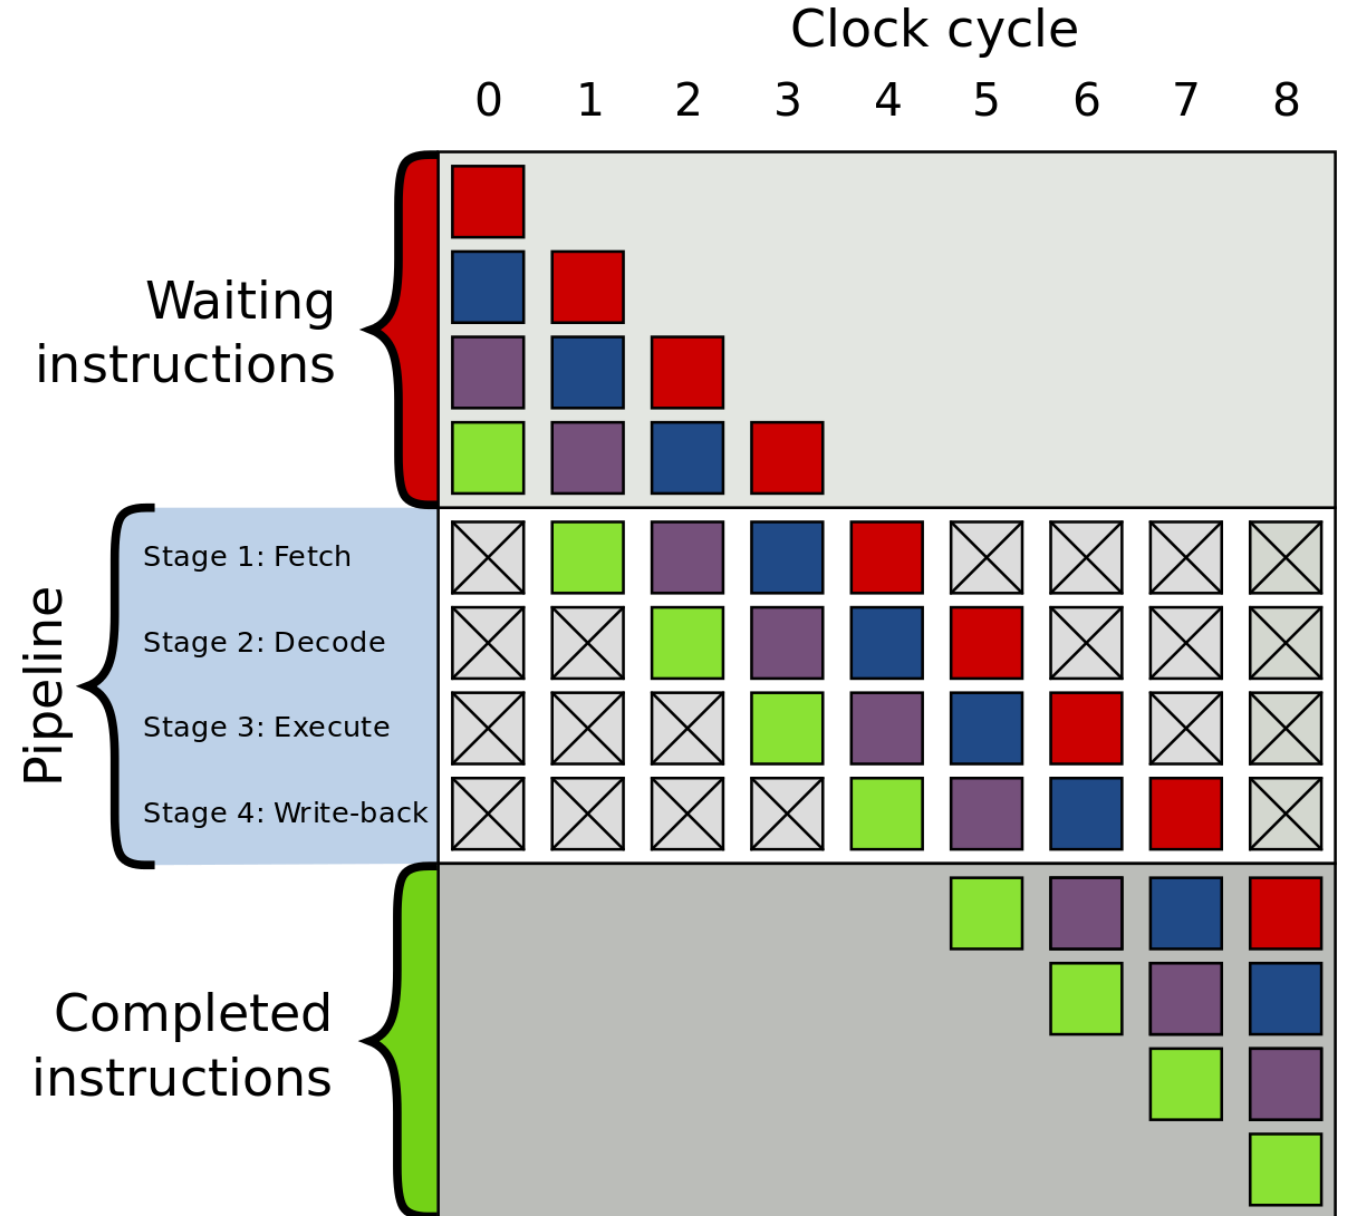 Clock cycle
0 1 2 3 4 5 6 7 8
Waiting
instructions
Pipeline
Stage 1: Fetch
Stage 2: Decode
Stage 3: Execute
Stage 4: Write-back
Completed
instructions